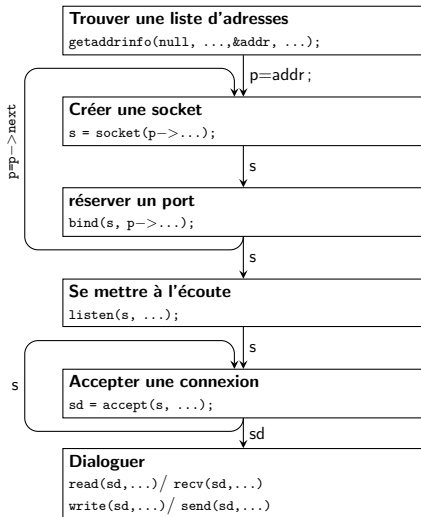 Trouver une liste d'adresses
getaddrinfo(null, ...,&addr, ...);
p=addr;
Créer une socket
s = socket(p->...);
p=p->next
s
réserver un port
bind(s, p->...);
s
Se mettre à l'écoute
listen(s, ...);
s
s
Accepter une connexion
sd = accept(s, ...);
sd
Dialoguer
read(sd,...)/ recv(sd,...)
write(sd,...)/ send(sd,...)